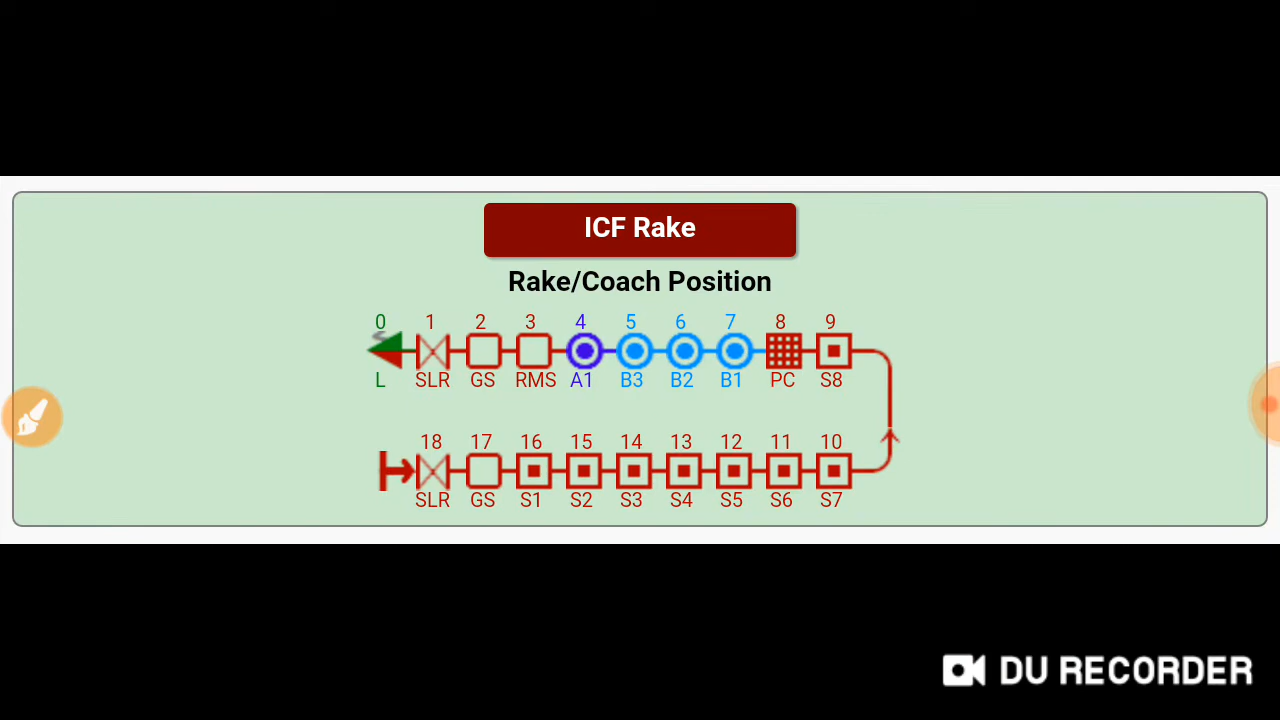 ICF Rake
Rake/Coach Position
0 1 2 3 4 5 6 7 8 9
L SLR GS RMS A1 B3 B2 B1 PC S8
18 17 16 15 14 13 12 11 10
SLR GS S1 S2 S3 S4 S5 S6 S7
DU RECORDER